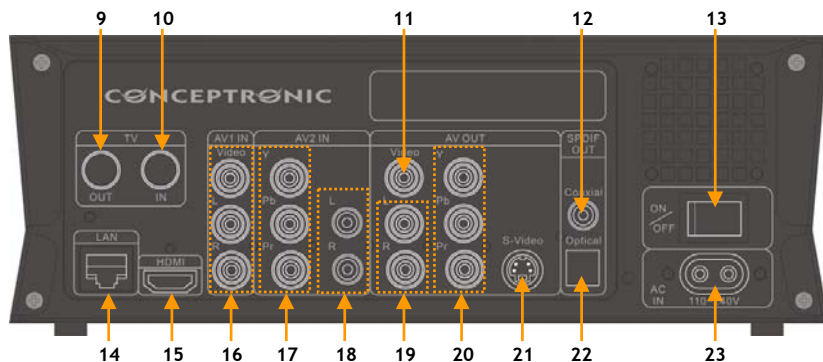 9 10 11 12 13
CONCEPTRONIC
TV AV1 IN AV2 IN AV OUT SPDIF OUT
Video Y Video Y
OUT IN
L Pb L L Pb Coaxial
ON/OFF
LAN HDMI R Pr R R Pr S-Video Optical
AC IN 110
40V
14 15 16 17 18 19 20 21 22 23